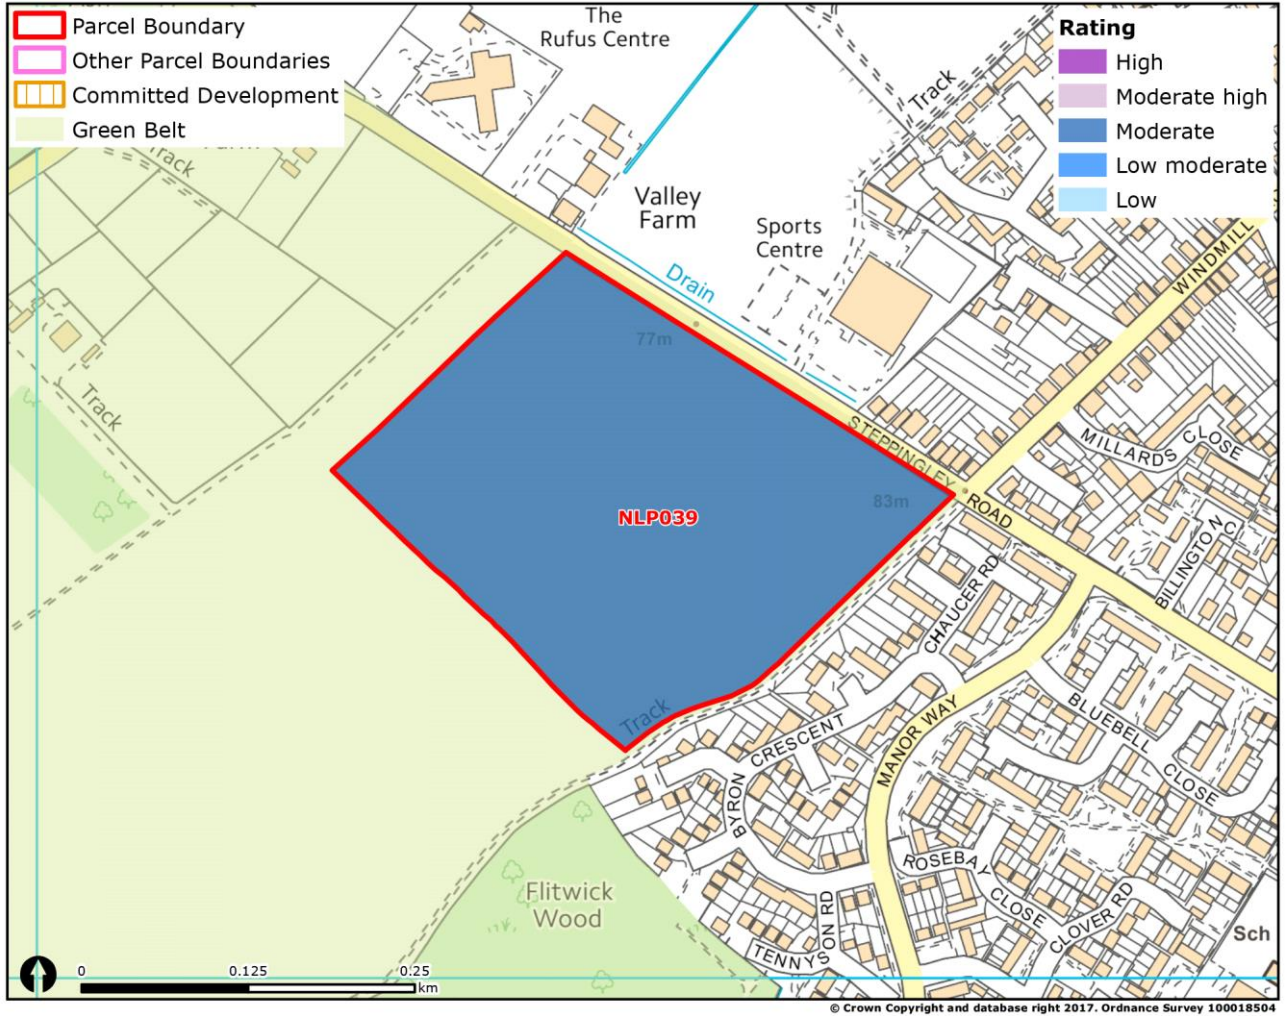 Parcel Boundary
Other Parcel Boundaries
Committed Development
Green Belt
Rating
High
Moderate high
Moderate
Low moderate
Low
The
Rufus Centre
Track
Track
Valley
Farm
Sports
Centre
WINDMILL
Drain
77m
Track
STEPPINGLEY ROAD
MILLARDS CLOSE
83m
NLP039
BILLINGTON C
CHAUCER RD
Track
BYRON CRESCENT
MANOR WAY
BLUEBELL CLOSE
Flitwick
Wood
ROSEBAY CLOSE
CLOVER RD
TENNYSON RD
Sch
0 0.125 0.25
km
© Crown Copyright and database right 2017. Ordnance Survey 100018504